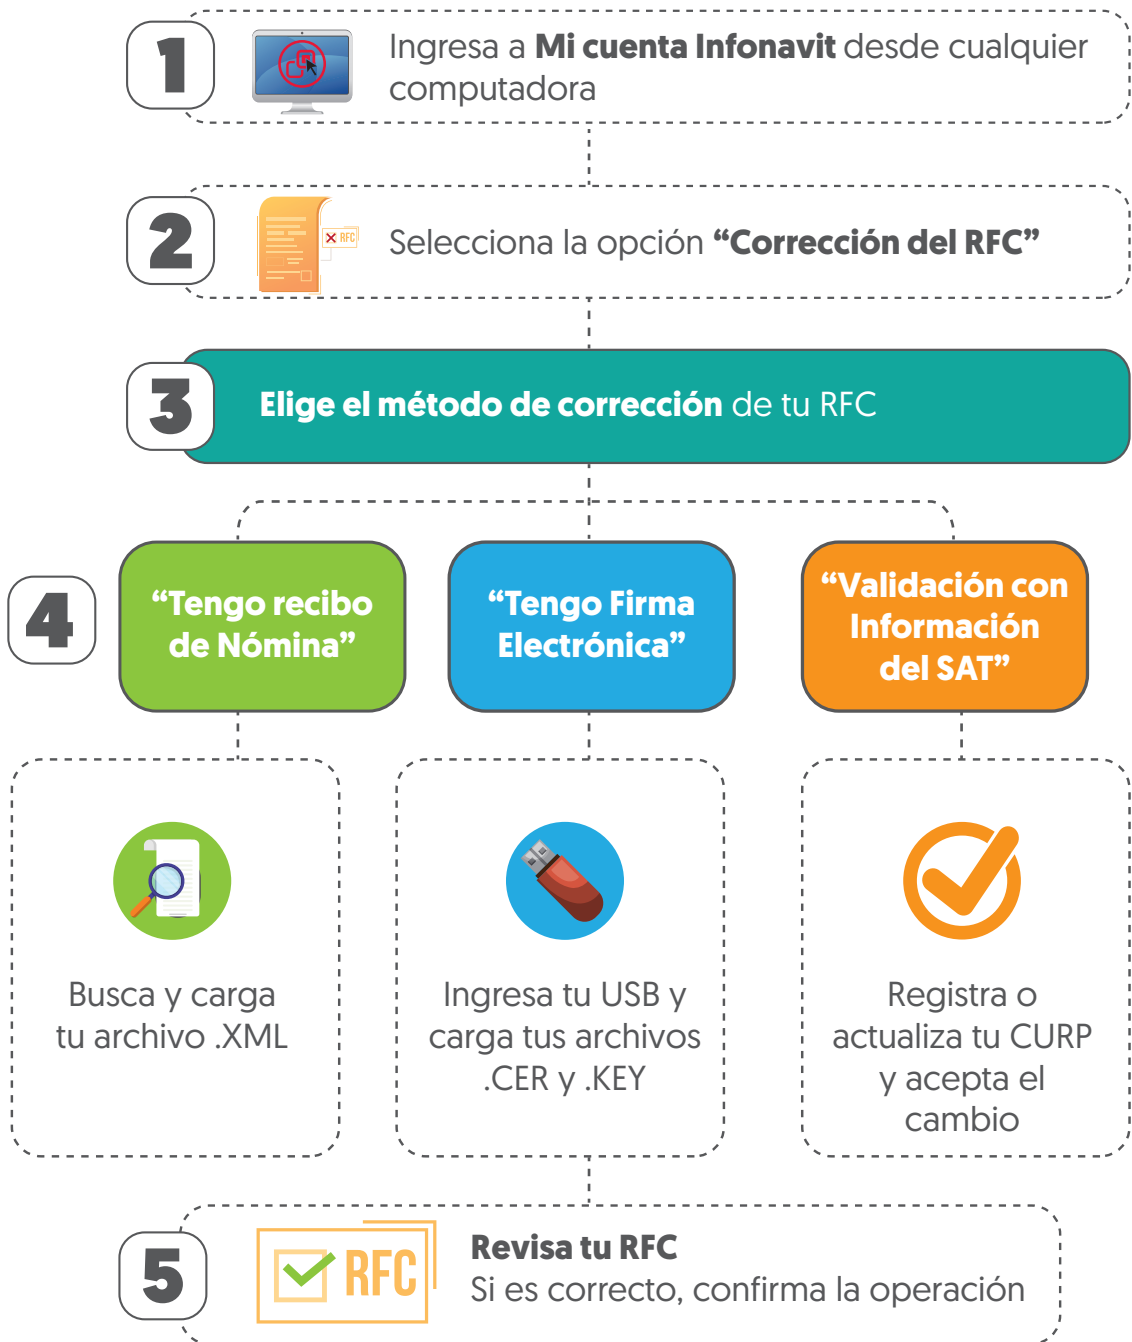 1
Ingresa a Mi cuenta Infonavit desde cualquier
computadora
2
RFC
Selecciona la opción “Corrección del RFC”
3
Elige el método de corrección de tu RFC
4
“Tengo recibo
de Nómina”
“Tengo Firma
Electrónica”
“Validación con
Información
del SAT”
Busca y carga
tu archivo .XML
Ingresa tu USB y
carga tus archivos
.CER y .KEY
Registra o
actualiza tu CURP
y acepta el
cambio
5
RFC
Revisa tu RFC
Si es correcto, confirma la operación